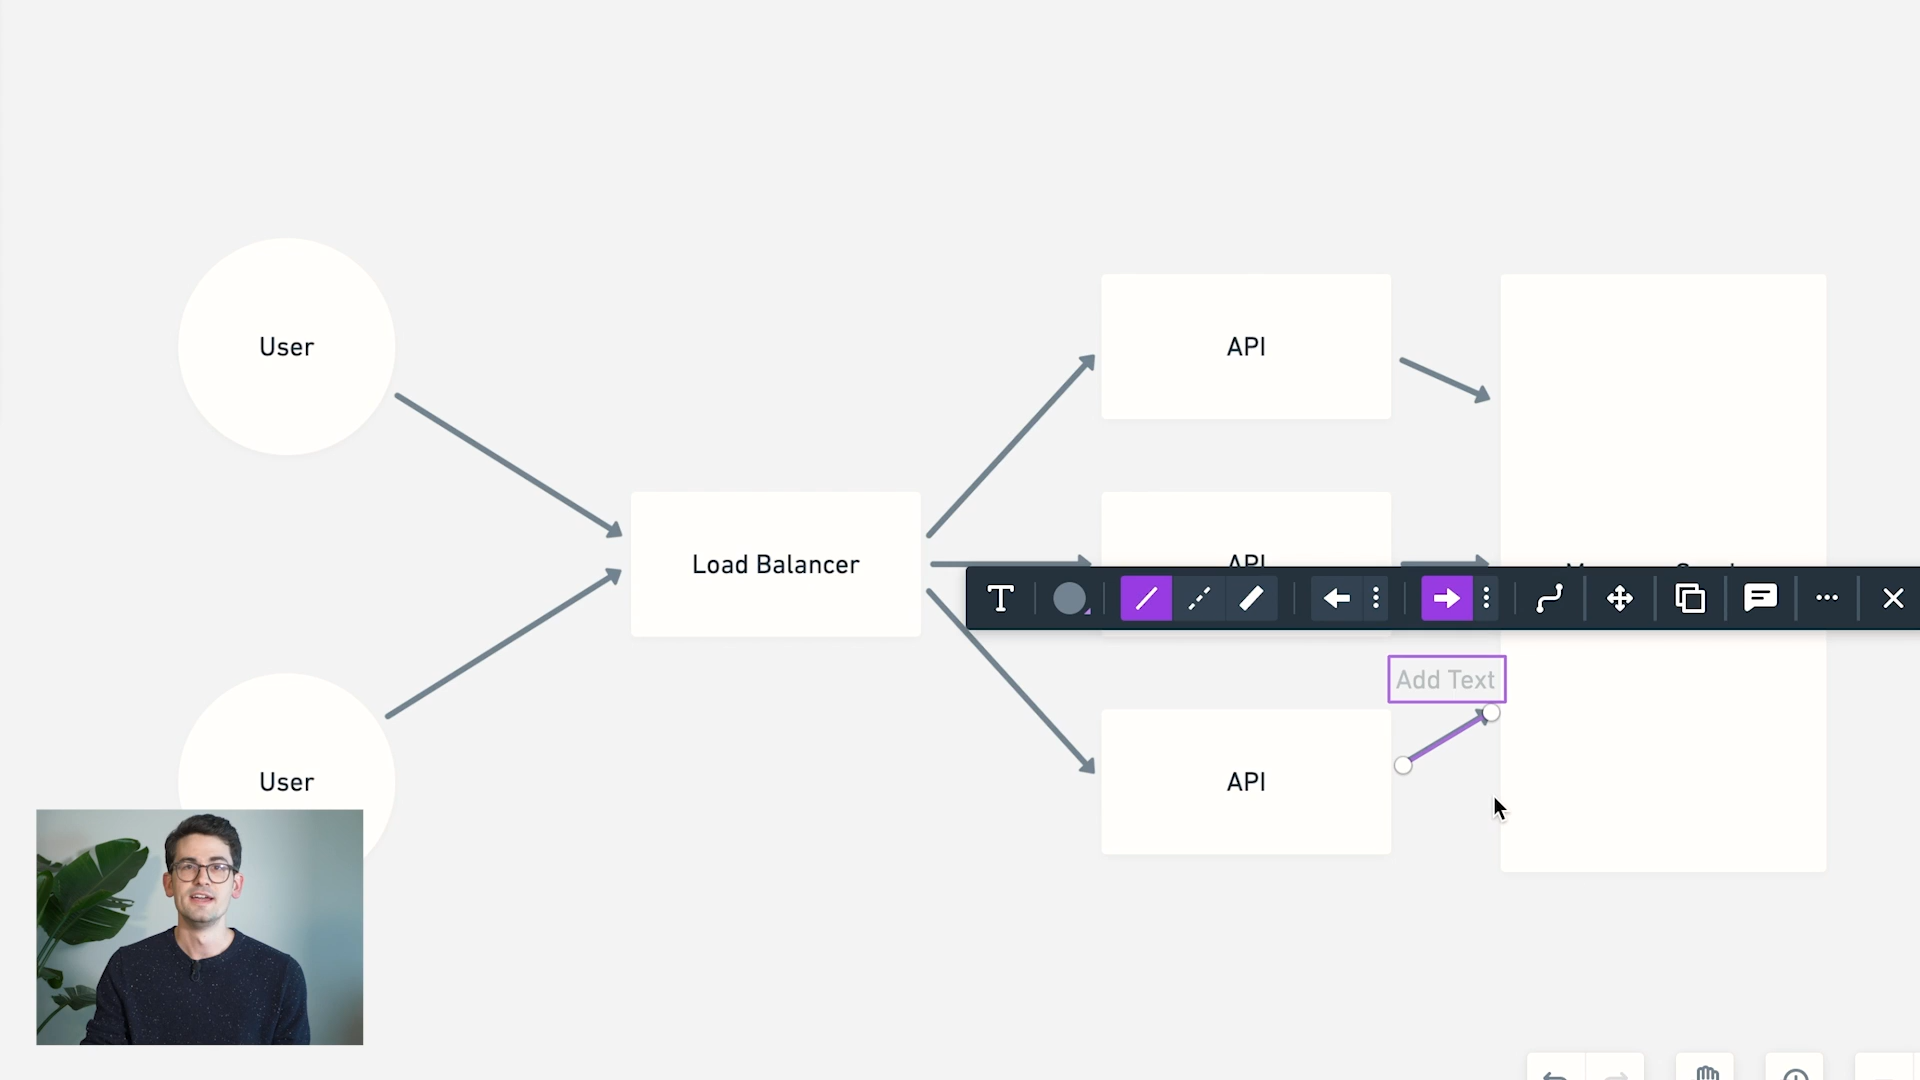 User
API
Load Balancer
API
Add Text
User
API